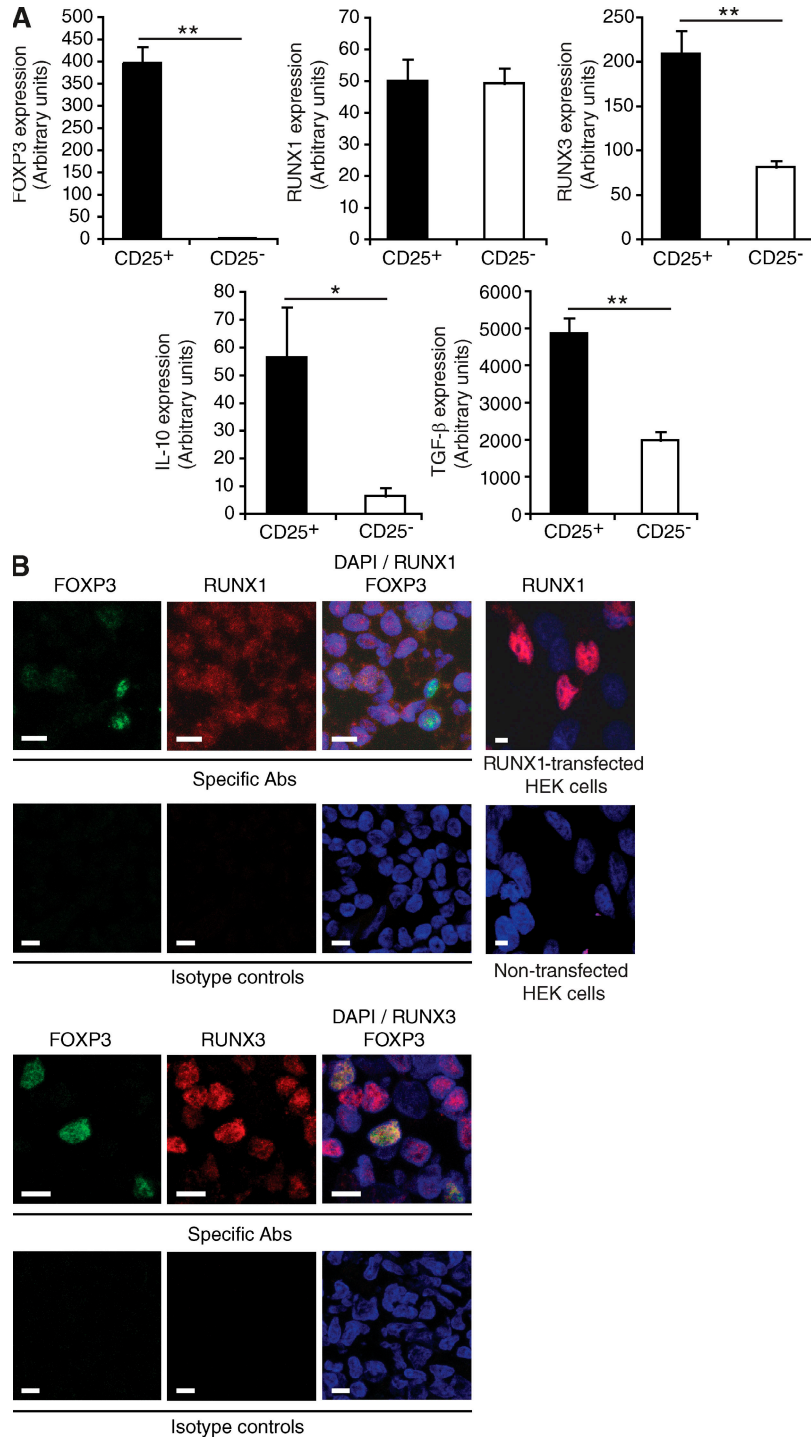 A
FOXP3 expression
(Arbitrary units)
500
450
400
350
300
250
200
150
100
50
0
**
CD25+
CD25-
RUNX1 expression
(Arbitrary units)
70
60
50
40
30
20
10
0
CD25+
CD25-
RUNX3 expression
(Arbitrary units)
250
200
150
100
50
0
**
CD25+
CD25-
IL-10 expression
(Arbitrary units)
80
70
60
50
40
30
20
10
0
*
CD25+
CD25-
TGF-β expression
(Arbitrary units)
6000
5000
4000
3000
2000
1000
0
**
CD25+
CD25-
B
FOXP3
RUNX1
DAPI / RUNX1
FOXP3
RUNX1
Specific Abs
RUNX1-transfected
HEK cells
Isotype controls
Non-transfected
HEK cells
FOXP3
RUNX3
DAPI / RUNX3
FOXP3
Specific Abs
Isotype controls